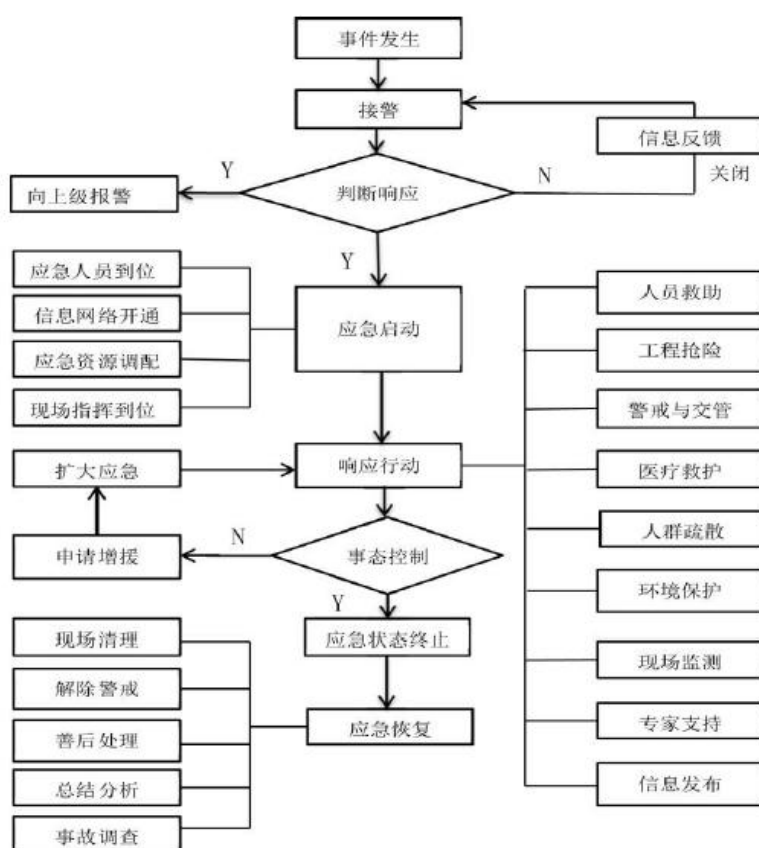 事件发生
接警
信息反馈
关闭
Y
N
判断响应
向上级报警
Y
应急人员到位
信息网络开通
应急资源调配
现场指挥到位
应急启动
人员救助
工程抢险
警戒与交管
医疗救护
人群疏散
环境保护
现场监测
专家支持
信息发布
扩大应急
响应行动
申请增援
N
事态控制
Y
应急状态终止
应急恢复
现场清理
解除警戒
善后处理
总结分析
事故调查